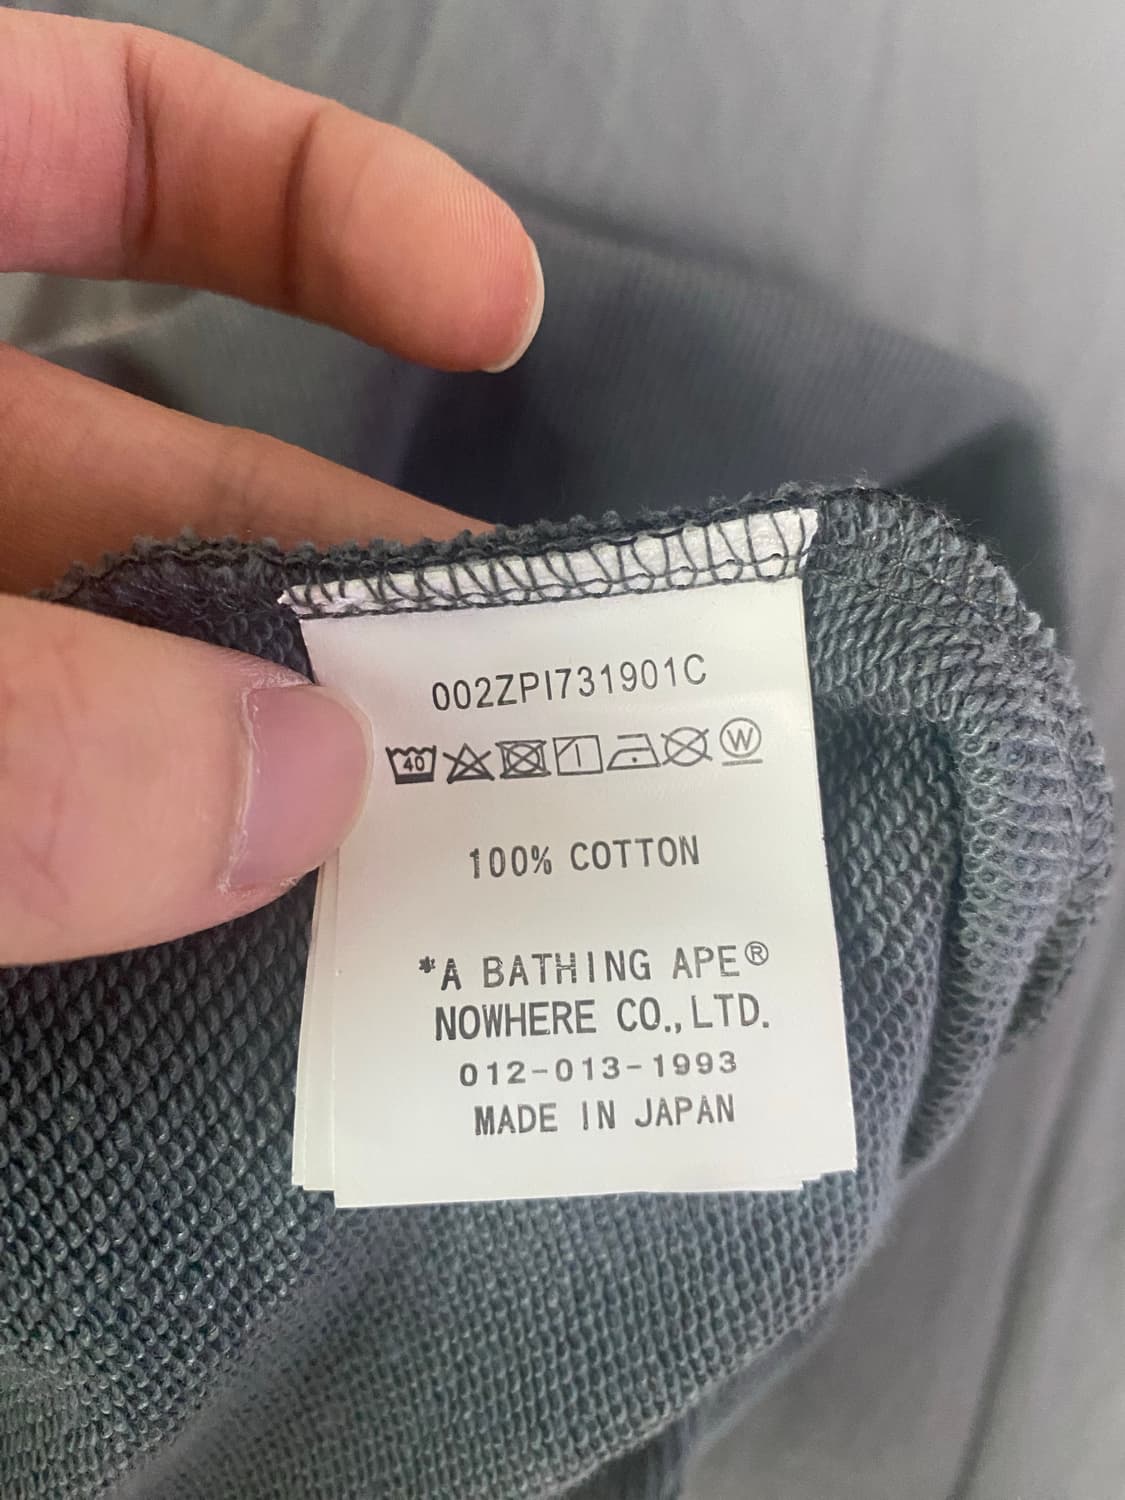 002ZPI731901C
40 W
100% COTTON
*A BATHING APE®
NOWHERE CO.,LTD.
012-013-1993
MADE IN JAPAN